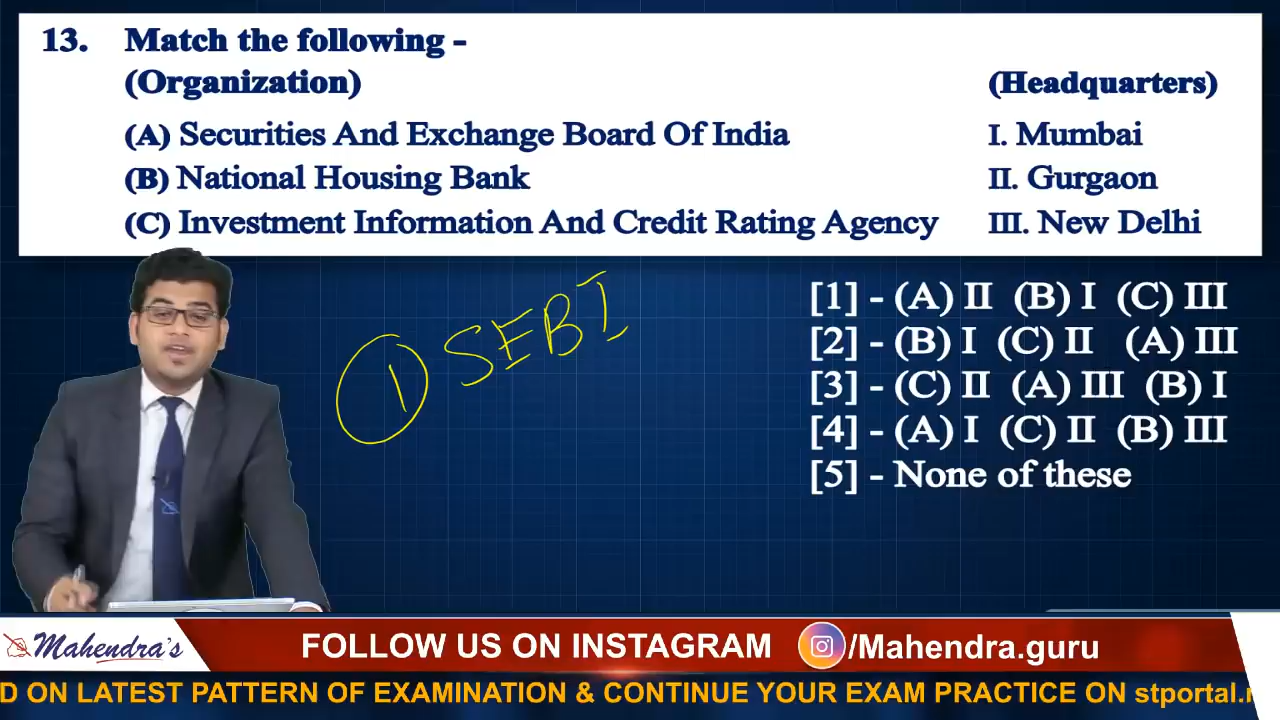 13. Match the following -
(Organization) (Headquarters)
(A) Securities And Exchange Board Of India I. Mumbai
(B) National Housing Bank II. Gurgaon
(C) Investment Information And Credit Rating Agency III. New Delhi
1 SEBI
[1] - (A) II (B) I (C) III
[2] - (B) I (C) II (A) III
[3] - (C) II (A) III (B) I
[4] - (A) I (C) II (B) III
[5] - None of these
Mahendra's
FOLLOW US ON INSTAGRAM /Mahendra.guru
D ON LATEST PATTERN OF EXAMINATION & CONTINUE YOUR EXAM PRACTICE ON stportal.